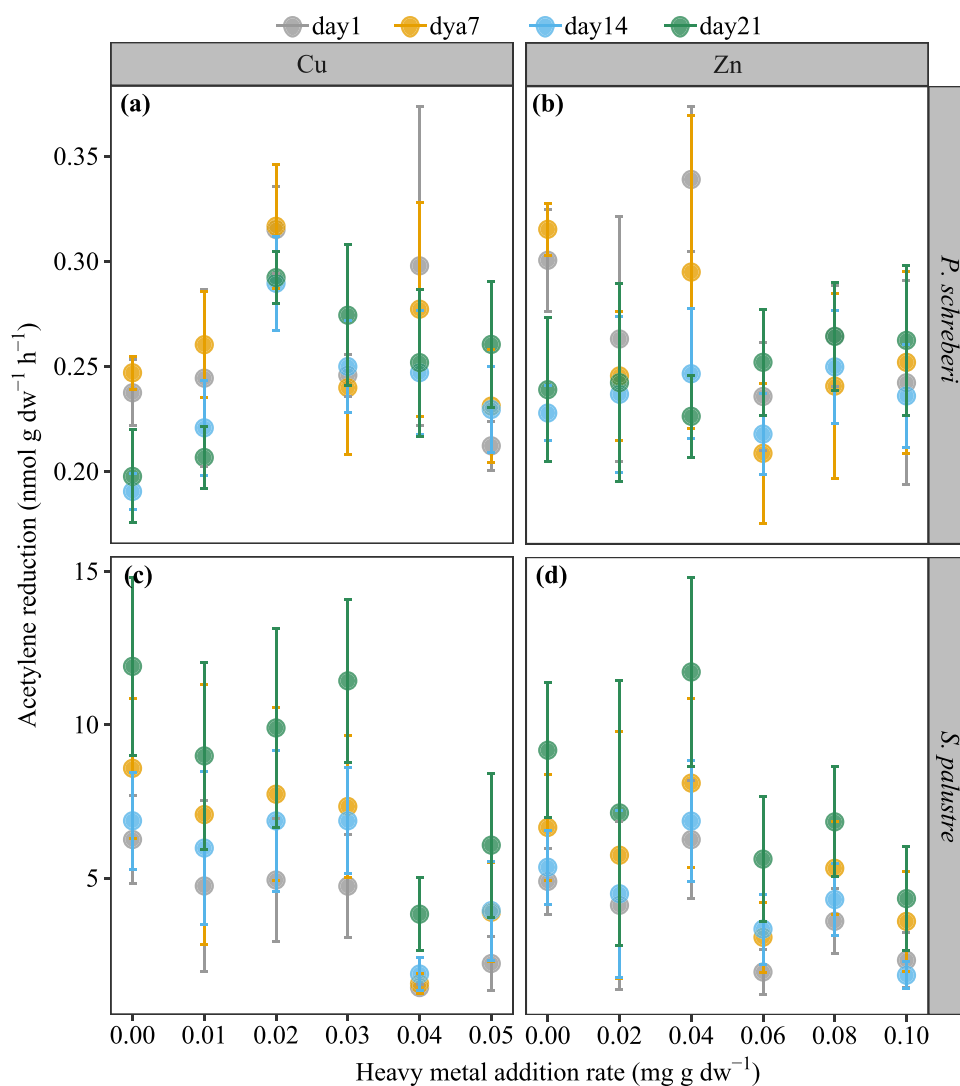 day1 dya7 day14 day21
Cu Zn
(a) (b)
0.35
0.30
0.25
0.20
P. schreberi
(c) (d)
15
10
5
S. palustre
Acetylene reduction (nmol g dw⁻¹ h⁻¹)
0.00 0.01 0.02 0.03 0.04 0.05 0.00 0.02 0.04 0.06 0.08 0.10
Heavy metal addition rate (mg g dw⁻¹)